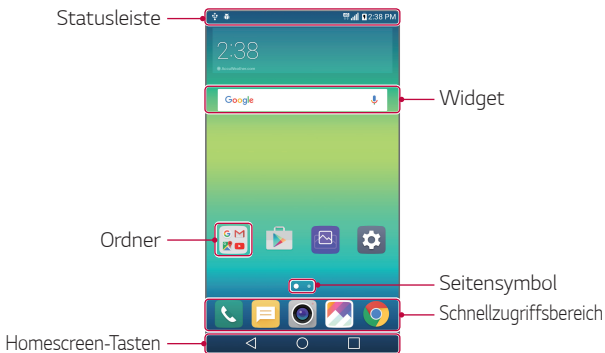 Statusleiste
2:38 PM
2:38
Google
Widget
Ordner
G M
Seitensymbol
Schnellzugriffsbereich
Homescreen-Tasten